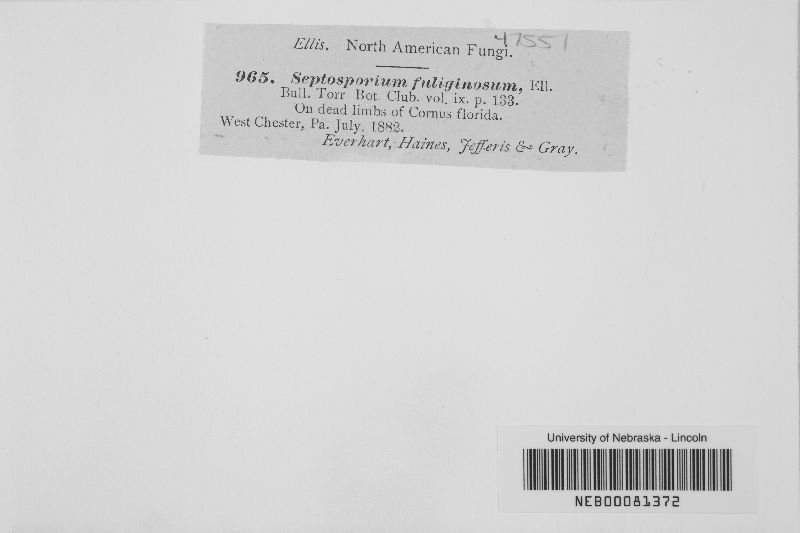 47557
Ellis. North American Fungi.
965. Septosporium fuliginosum, Ell.
Bull. Torr Bot. Club. vol. ix. p. 133.
On dead limbs of Cornus florida.
West Chester, Pa. July, 1882.
Everhart, Haines, Jefferis & Gray.
University of Nebraska - Lincoln
NEB00081372